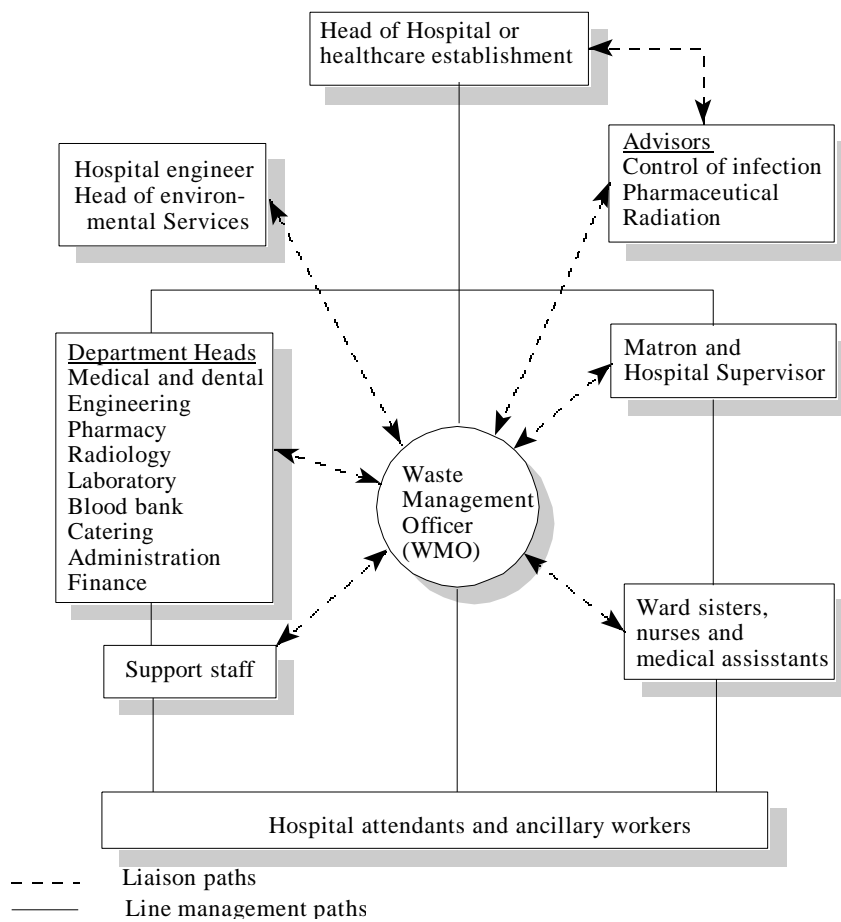 Head of Hospital or
healthcare establishment
Advisors
Control of infection
Pharmaceutical
Radiation
Hospital engineer
Head of environ-
mental Services
Department Heads
Medical and dental
Engineering
Pharmacy
Radiology
Laboratory
Blood bank
Catering
Administration
Finance
Matron and
Hospital Supervisor
Waste
Management
Officer
(WMO)
Support staff
Ward sisters,
nurses and
medical assisstants
Hospital attendants and ancillary workers
Liaison paths
Line management paths